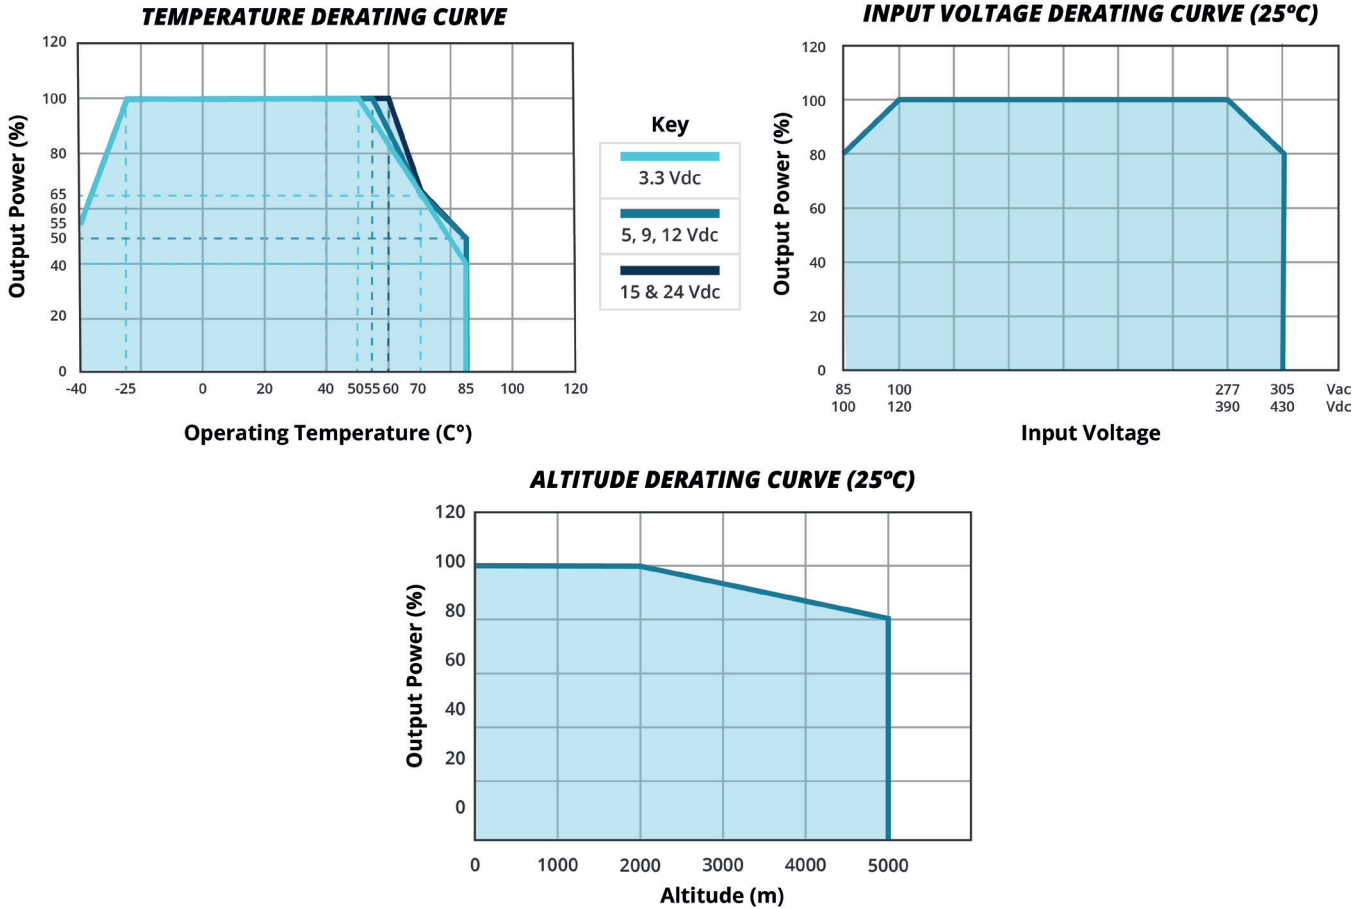 TEMPERATURE DERATING CURVE
Output Power (%)
120
100
80
65
60
55
50
40
20
0
-40 -25 0 20 40 50 55 60 70 85 100 120
Operating Temperature (C°)
Key
3.3 Vdc
5, 9, 12 Vdc
15 & 24 Vdc
INPUT VOLTAGE DERATING CURVE (25ºC)
Output Power (%)
120
100
80
60
40
20
0
85 100 277 305 Vac
100 120 390 430 Vdc
Input Voltage
ALTITUDE DERATING CURVE (25ºC)
Output Power (%)
120
100
80
60
40
20
0
0 1000 2000 3000 4000 5000
Altitude (m)